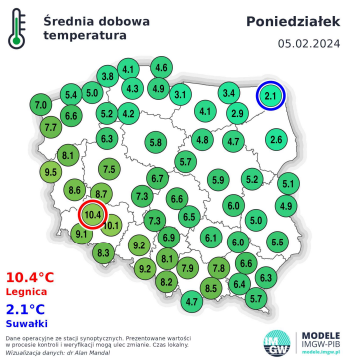 Średnia dobowa
temperatura
Poniedziałek
05.02.2024
4.1 4.6
3.8
5.4 5.0 4.3 4.9 3.1 3.4 2.1
7.0 6.6 5.2 4.2 4.1 2.9
7.7
6.3 5.8 4.8 4.7 2.6
8.1 5.7
9.5 7.5
6.7 5.9 5.2 5.1
8.6 8.7 7.3 6.6 6.0 4.9
10.4 7.3 6.5 5.0
9.1 10.1 6.9 6.1 6.0 5.5
8.3 9.2
9.2 8.1 7.9 7.8 6.6
8.2 8.5 6.4 6.3
4.7 5.7
10.4°C
Legnica
2.1°C
Suwałki
Dane operacyjne ze stacji synoptycznych. Prezentowane wartości
w procesie kontroli i weryfikacji mogą ulec zmianie. Czas lokalny.
Wizualizacja danych: dr Alan Mandal
IM
GW
MODELE
IMGW-PIB
modele.imgw.pl